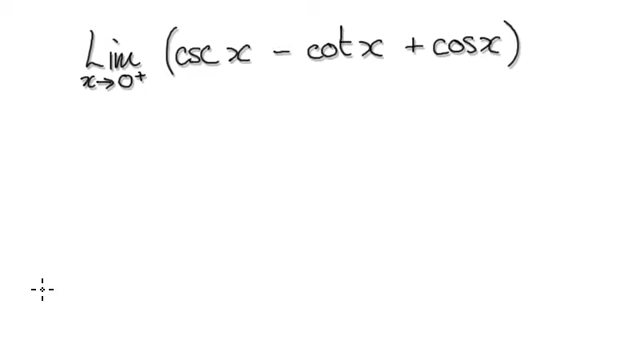 Lim (csc x - cot x + cos x)
x→0⁺